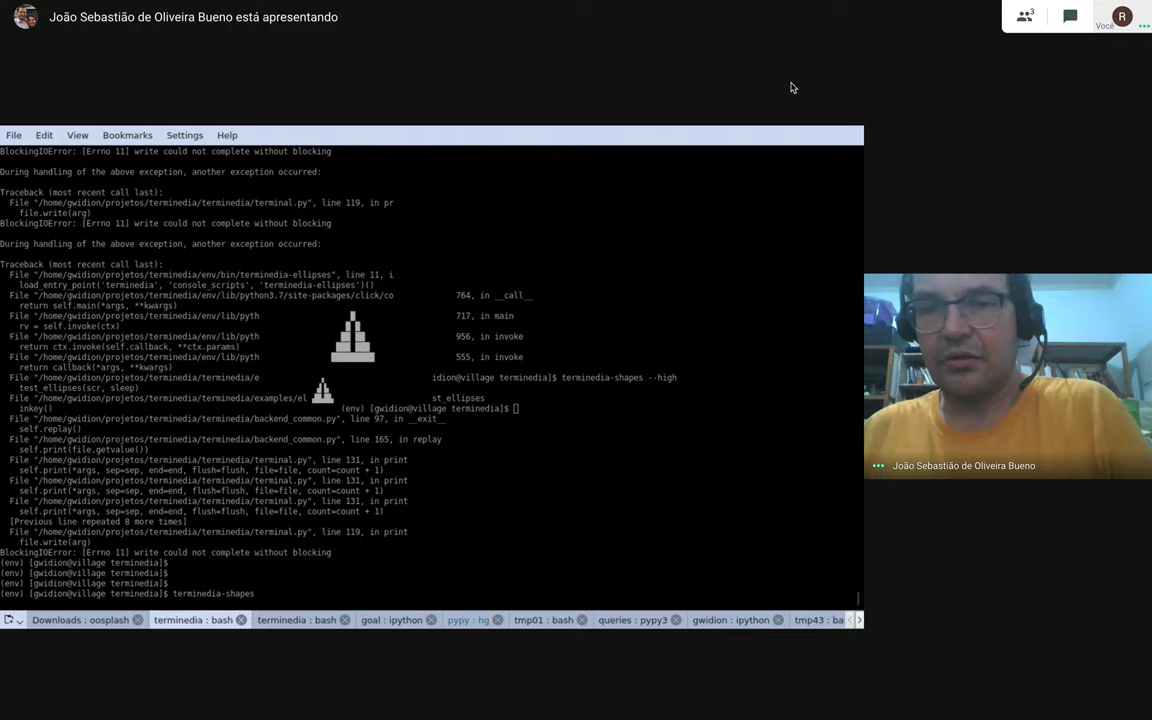 João Sebastião de Oliveira Bueno está apresentando
3
Você
R
File Edit View Bookmarks Settings Help
BlockingIOError: [Errno 11] write could not complete without blocking
During handling of the above exception, another exception occurred:
Traceback (most recent call last):
File "/home/gwidion/projetos/terminedia/terminedia/terminal.py", line 119, in pr
file.write(arg)
BlockingIOError: [Errno 11] write could not complete without blocking
During handling of the above exception, another exception occurred:
Traceback (most recent call last):
File "/home/gwidion/projetos/terminedia/env/bin/terminedia-ellipses", line 11, i
load_entry_point('terminedia', 'console_scripts', 'terminedia-ellipses')()
File "/home/gwidion/projetos/terminedia/env/lib/python3.7/site-packages/click/co 764, in __call__
return self.main(*args, **kwargs)
File "/home/gwidion/projetos/terminedia/env/lib/pyth 717, in main
rv = self.invoke(ctx)
File "/home/gwidion/projetos/terminedia/env/lib/pyth 956, in invoke
return ctx.invoke(self.callback, **ctx.params)
File "/home/gwidion/projetos/terminedia/env/lib/pyth 555, in invoke
return callback(*args, **kwargs)
File "/home/gwidion/projetos/terminedia/terminedia/e idion@village terminedia]$ terminedia-shapes --high
test_ellipses(scr, sleep)
File "/home/gwidion/projetos/terminedia/terminedia/examples/el st_ellipses
inkey() (env) [gwidion@village terminedia]$
File "/home/gwidion/projetos/terminedia/terminedia/backend_common.py", line 97, in __exit__
self.replay()
File "/home/gwidion/projetos/terminedia/terminedia/backend_common.py", line 165, in replay
self.print(file.getvalue())
File "/home/gwidion/projetos/terminedia/terminedia/terminal.py", line 131, in print
self.print(*args, sep=sep, end=end, flush=flush, file=file, count=count + 1)
File "/home/gwidion/projetos/terminedia/terminedia/terminal.py", line 131, in print
self.print(*args, sep=sep, end=end, flush=flush, file=file, count=count + 1)
File "/home/gwidion/projetos/terminedia/terminedia/terminal.py", line 131, in print
self.print(*args, sep=sep, end=end, flush=flush, file=file, count=count + 1)
[Previous line repeated 8 more times]
File "/home/gwidion/projetos/terminedia/terminedia/terminal.py", line 119, in print
file.write(arg)
BlockingIOError: [Errno 11] write could not complete without blocking
(env) [gwidion@village terminedia]$
(env) [gwidion@village terminedia]$
(env) [gwidion@village terminedia]$
(env) [gwidion@village terminedia]$ terminedia-shapes
Downloads : oosplash terminedia : bash terminedia : bash goal : ipython pypy : hg tmp01 : bash queries : pypy3 gwidion : ipython tmp43 : ba
João Sebastião de Oliveira Bueno